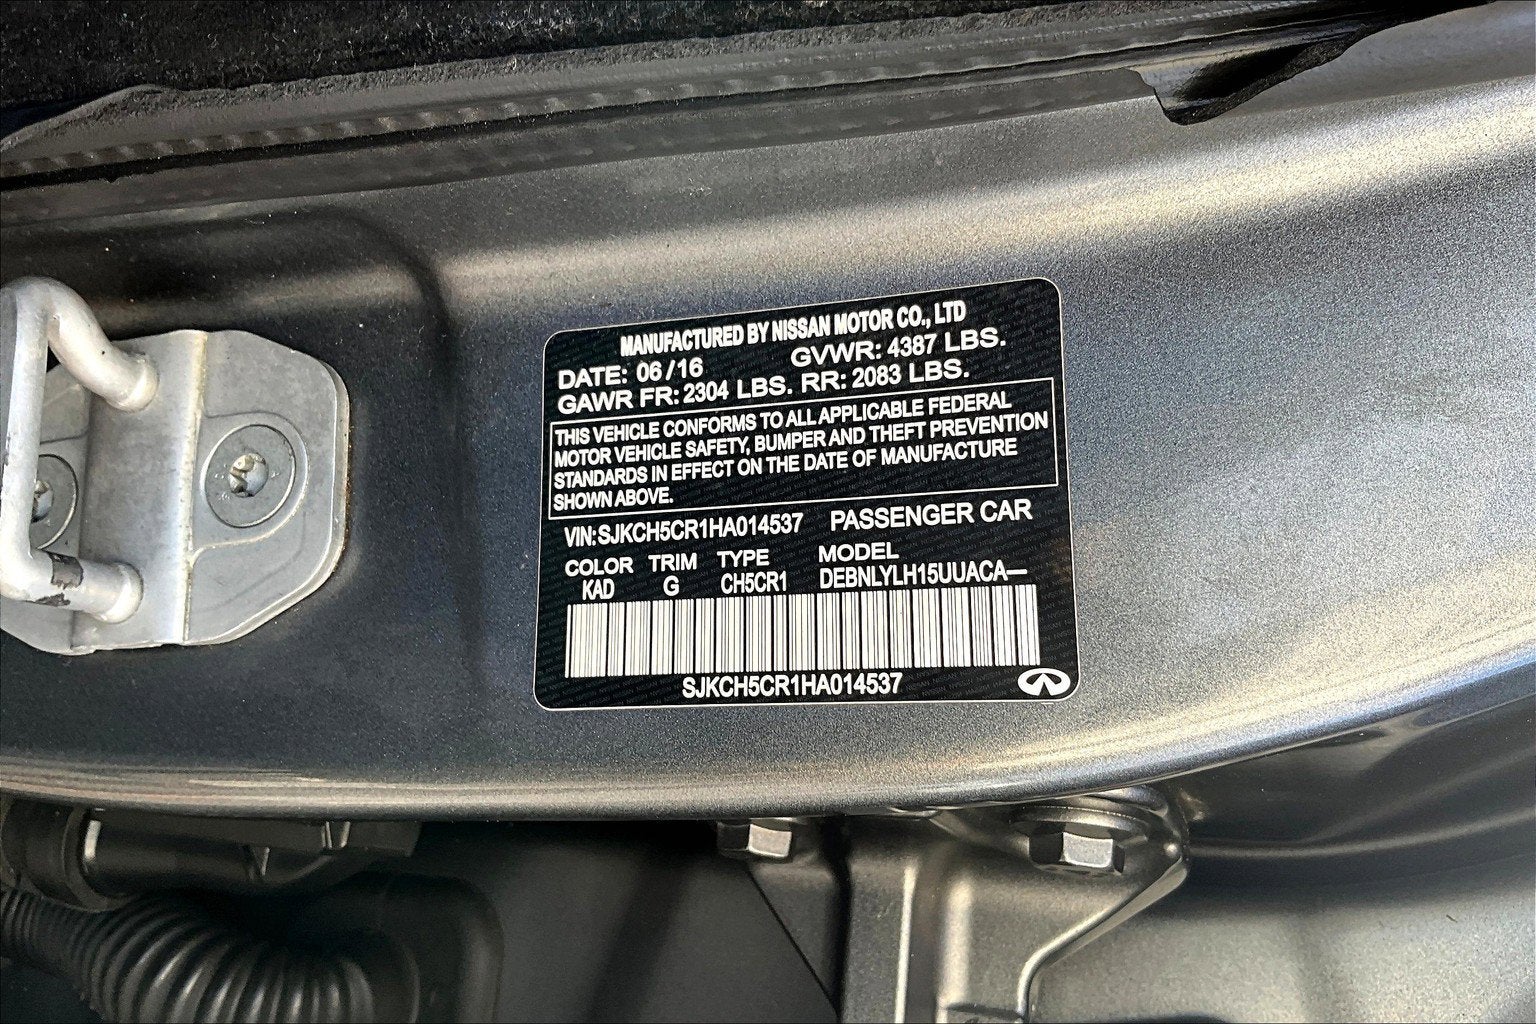 MANUFACTURED BY NISSAN MOTOR CO., LTD
DATE: 06/16 GVWR: 4387 LBS.
GAWR FR: 2304 LBS. RR: 2083 LBS.
THIS VEHICLE CONFORMS TO ALL APPLICABLE FEDERAL
MOTOR VEHICLE SAFETY, BUMPER AND THEFT PREVENTION
STANDARDS IN EFFECT ON THE DATE OF MANUFACTURE
SHOWN ABOVE.
VIN: SJKCH5CR1HA014537 PASSENGER CAR
COLOR TRIM TYPE MODEL
KAD G CH5CR1 DEBNLYLH15UUACA—
SJKCH5CR1HA014537